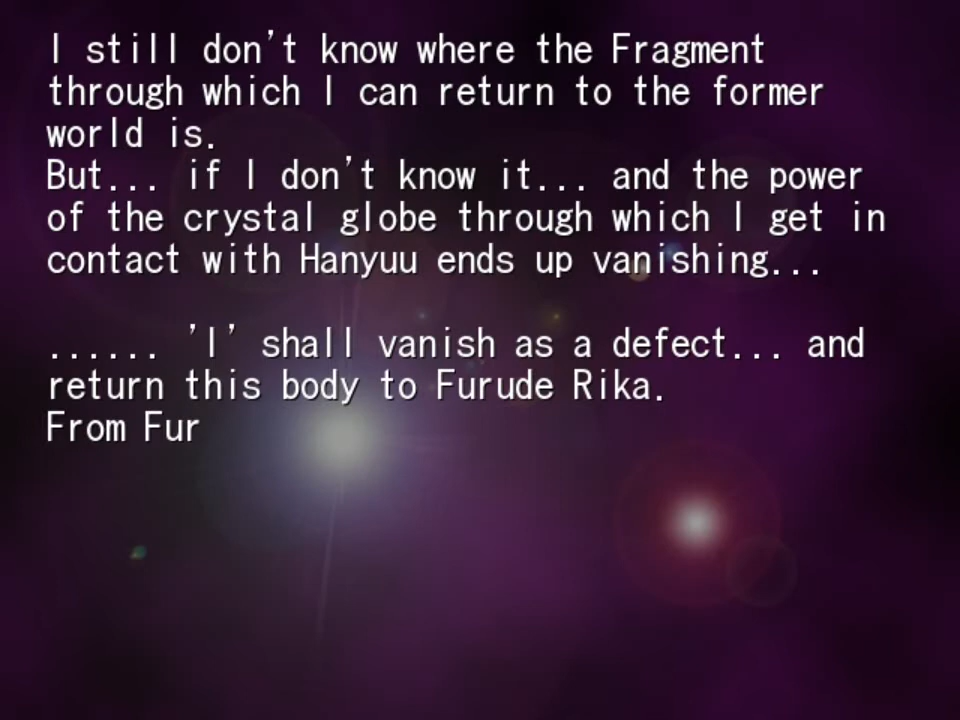 I still don't know where the Fragment
through which I can return to the former
world is.
But... if I don't know it... and the power
of the crystal globe through which I get in
contact with Hanyuu ends up vanishing...
...... 'I' shall vanish as a defect... and
return this body to Furude Rika.
From Fur